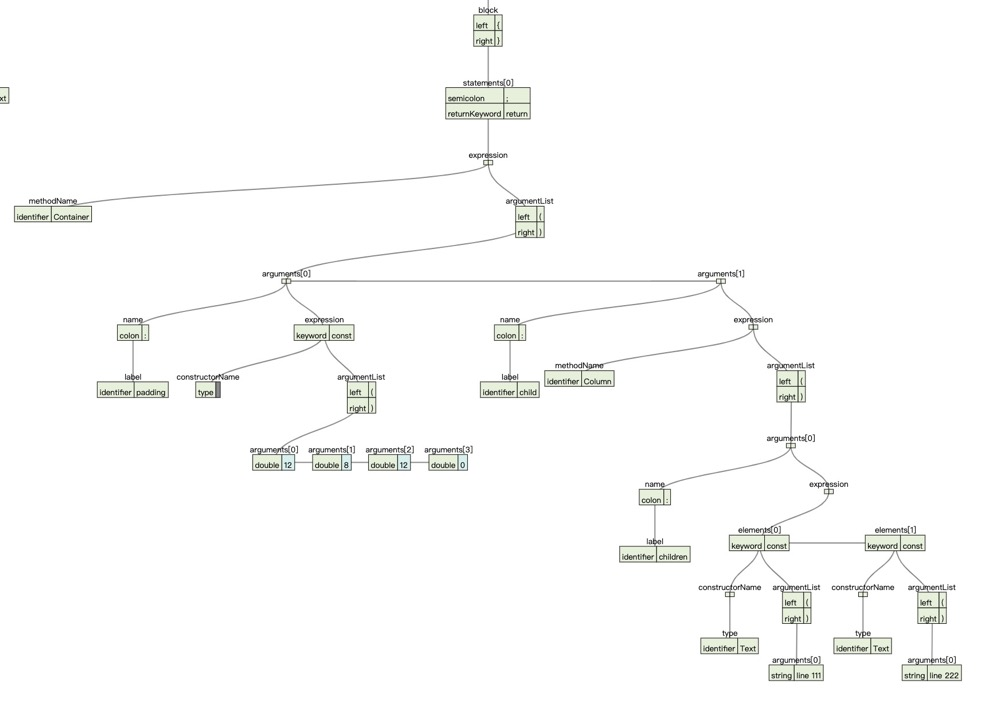 block
left {
right }
statements[0]
semicolon ;
returnKeyword return
xt
expression
methodName
identifier Container
argumentList
left (
right )
arguments[0]
arguments[1]
name
colon :
expression
keyword const
name
colon :
expression
label
identifier padding
constructorName
type
argumentList
left (
right )
label
identifier child
methodName
identifier Column
argumentList
left (
right )
arguments[0]
double 12
arguments[1]
double 8
arguments[2]
double 12
arguments[3]
double 0
arguments[0]
name
colon :
expression
label
identifier children
elements[0]
keyword const
elements[1]
keyword const
constructorName
argumentList
left (
right )
constructorName
argumentList
left (
right )
type
identifier Text
type
identifier Text
arguments[0]
string line 111
arguments[0]
string line 222